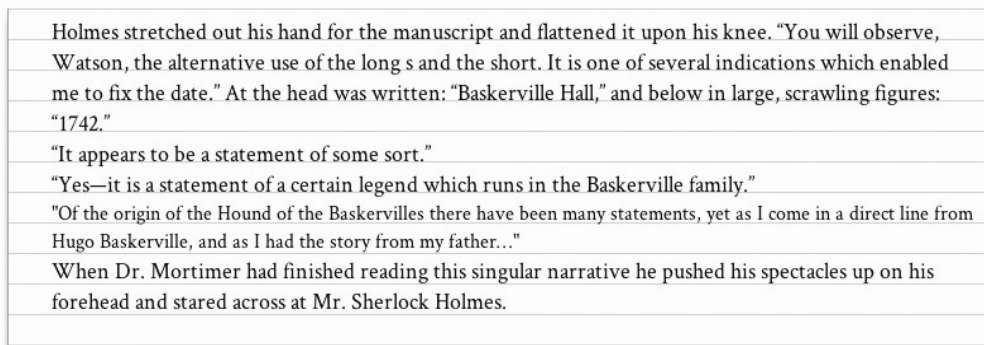 Holmes stretched out his hand for the manuscript and flattened it upon his knee. “You will observe,
Watson, the alternative use of the long s and the short. It is one of several indications which enabled
me to fix the date.” At the head was written: “Baskerville Hall,” and below in large, scrawling figures:
“1742.”
“It appears to be a statement of some sort.”
“Yes—it is a statement of a certain legend which runs in the Baskerville family.”
"Of the origin of the Hound of the Baskervilles there have been many statements, yet as I come in a direct line from
Hugo Baskerville, and as I had the story from my father…"
When Dr. Mortimer had finished reading this singular narrative he pushed his spectacles up on his
forehead and stared across at Mr. Sherlock Holmes.